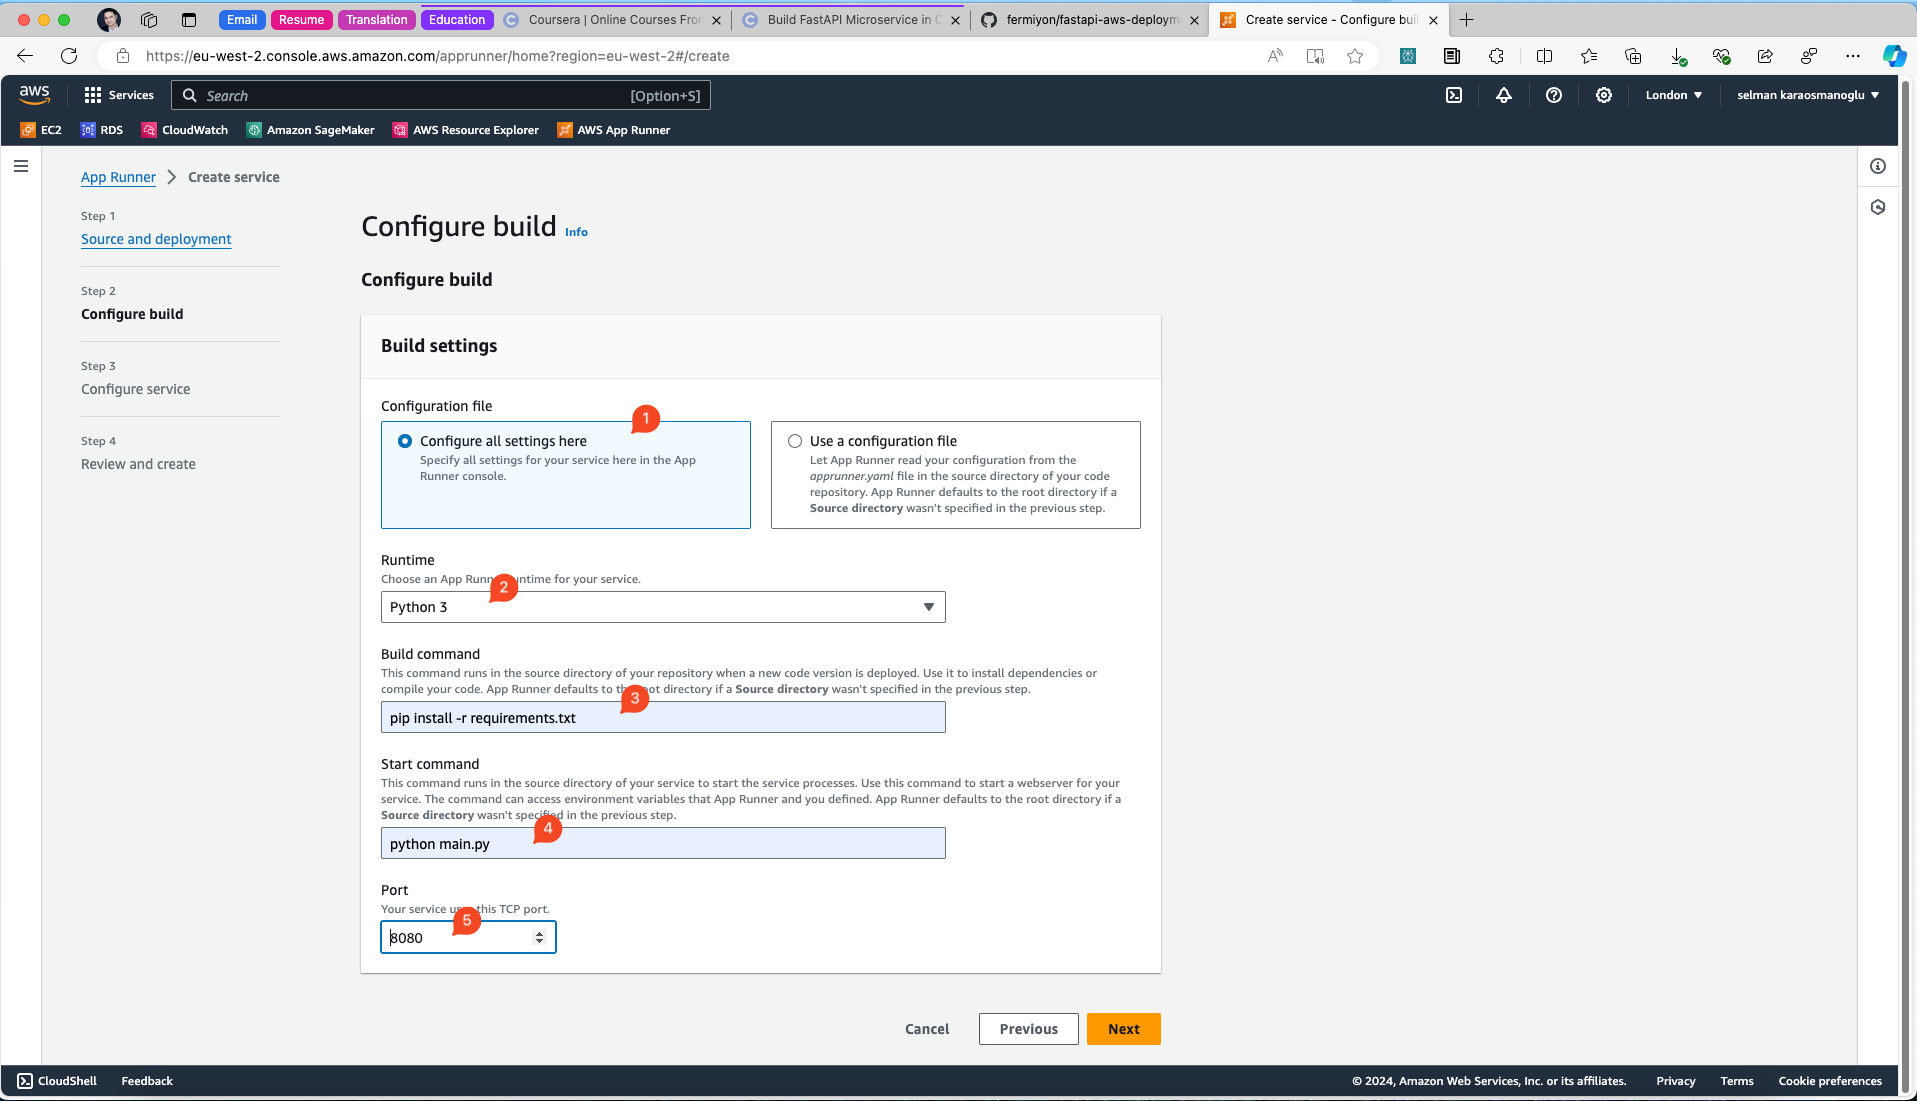 Email
Resume
Translation
Education
Coursera | Online Courses Fro
Build FastAPI Microservice in
fermiyon/fastapi-aws-deploym
Create service - Configure buil
https://eu-west-2.console.aws.amazon.com/apprunner/home?region=eu-west-2#/create
aws
Services
Search
[Option+S]
London
selman karaosmanoglu
EC2
RDS
CloudWatch
Amazon SageMaker
AWS Resource Explorer
AWS App Runner
App Runner
Create service
Step 1
Source and deployment
Step 2
Configure build
Step 3
Configure service
Step 4
Review and create
Configure build Info
Configure build
Build settings
Configuration file
1
Configure all settings here
Specify all settings for your service here in the App
Runner console.
Use a configuration file
Let App Runner read your configuration from the
apprunner.yaml file in the source directory of your code
repository. App Runner defaults to the root directory if a
Source directory wasn't specified in the previous step.
Runtime
Choose an App Runn untime for your service.
2
Python 3
Build command
This command runs in the source directory of your repository when a new code version is deployed. Use it to install dependencies or
compile your code. App Runner defaults to th ot directory if a Source directory wasn't specified in the previous step.
3
pip install -r requirements.txt
Start command
This command runs in the source directory of your service to start the service processes. Use this command to start a webserver for your
service. The command can access environment variables that App Runner and you defined. App Runner defaults to the root directory if a
Source directory wasn't specified in the previous step.
4
python main.py
Port
Your service us this TCP port.
5
8080
Cancel
Previous
Next
CloudShell
Feedback
© 2024, Amazon Web Services, Inc. or its affiliates.
Privacy
Terms
Cookie preferences